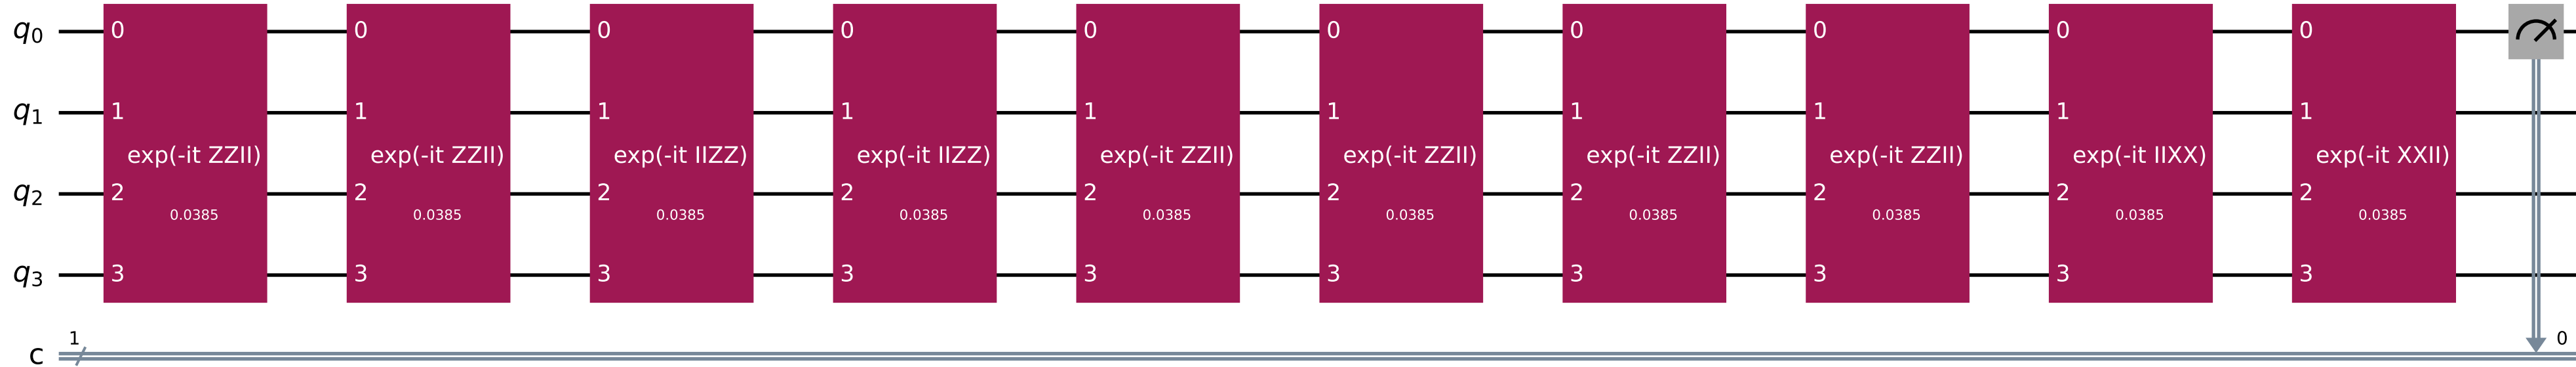 q0 0 0 0 0 0 0 0 0 0 0
q1 1 1 1 1 1 1 1 1 1 1
exp(-it ZZII) exp(-it ZZII) exp(-it IIZZ) exp(-it IIZZ) exp(-it ZZII) exp(-it ZZII) exp(-it ZZII) exp(-it ZZII) exp(-it IIXX) exp(-it XXII)
q2 2 2 2 2 2 2 2 2 2 2
0.0385 0.0385 0.0385 0.0385 0.0385 0.0385 0.0385 0.0385 0.0385 0.0385
q3 3 3 3 3 3 3 3 3 3 3
1 0
c